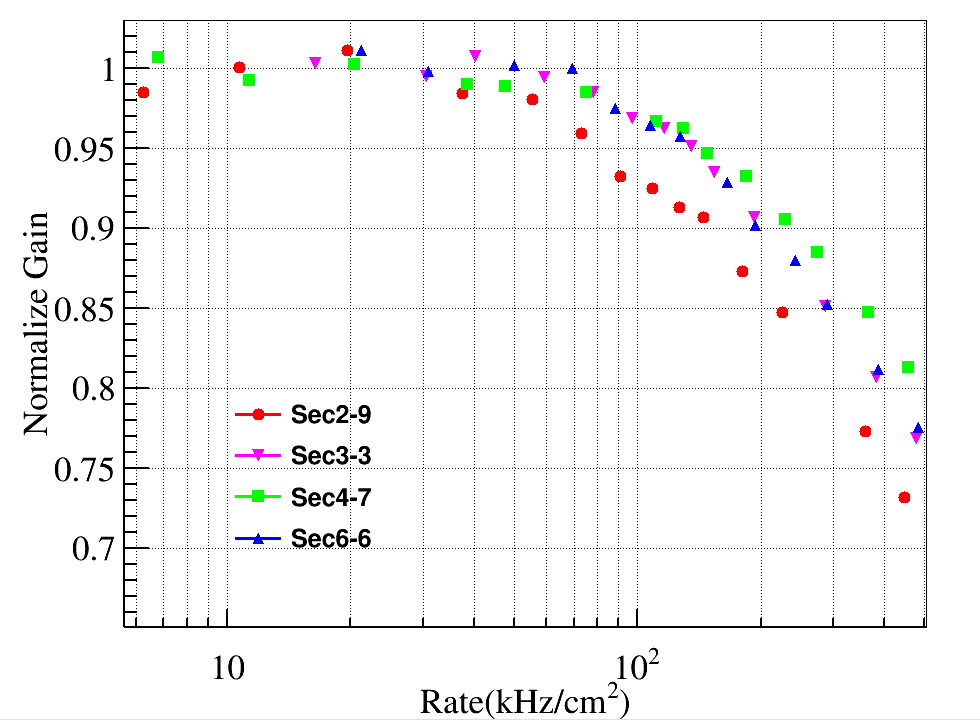 Normalize Gain
1
0.95
0.9
0.85
0.8
0.75
0.7
Sec2-9
Sec3-3
Sec4-7
Sec6-6
10
10²
Rate(kHz/cm²)